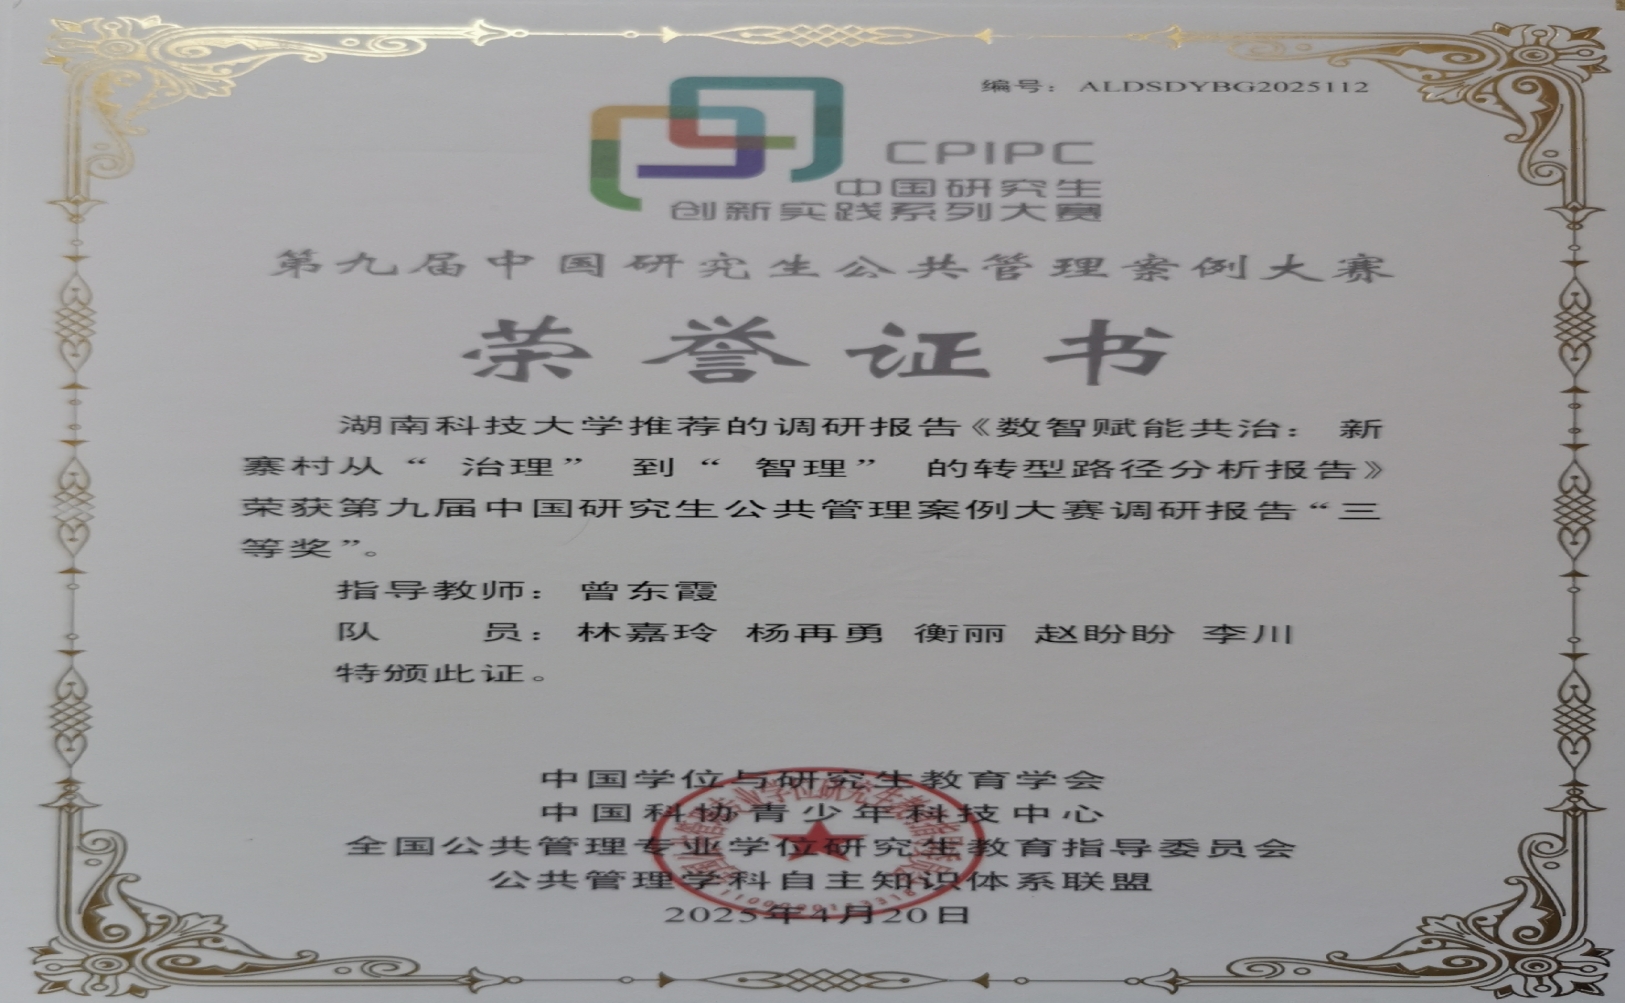 编号：ALDSDYBG2025112
CPIPC
中国研究生
创新实践系列大赛
第九届中国研究生公共管理案例大赛
荣誉证书
湖南科技大学推荐的调研报告《数智赋能共治：新
寨村从“治理”到“智理”的转型路径分析报告》
荣获第九届中国研究生公共管理案例大赛调研报告“三
等奖”。
指导教师：曾东霞
队 员：林嘉玲 杨再勇 衡丽 赵盼盼 李川
特颁此证。
中国学位与研究生教育学会
中国科协青少年科技中心
全国公共管理专业学位研究生教育指导委员会
公共管理学科自主知识体系联盟
2025年4月20日